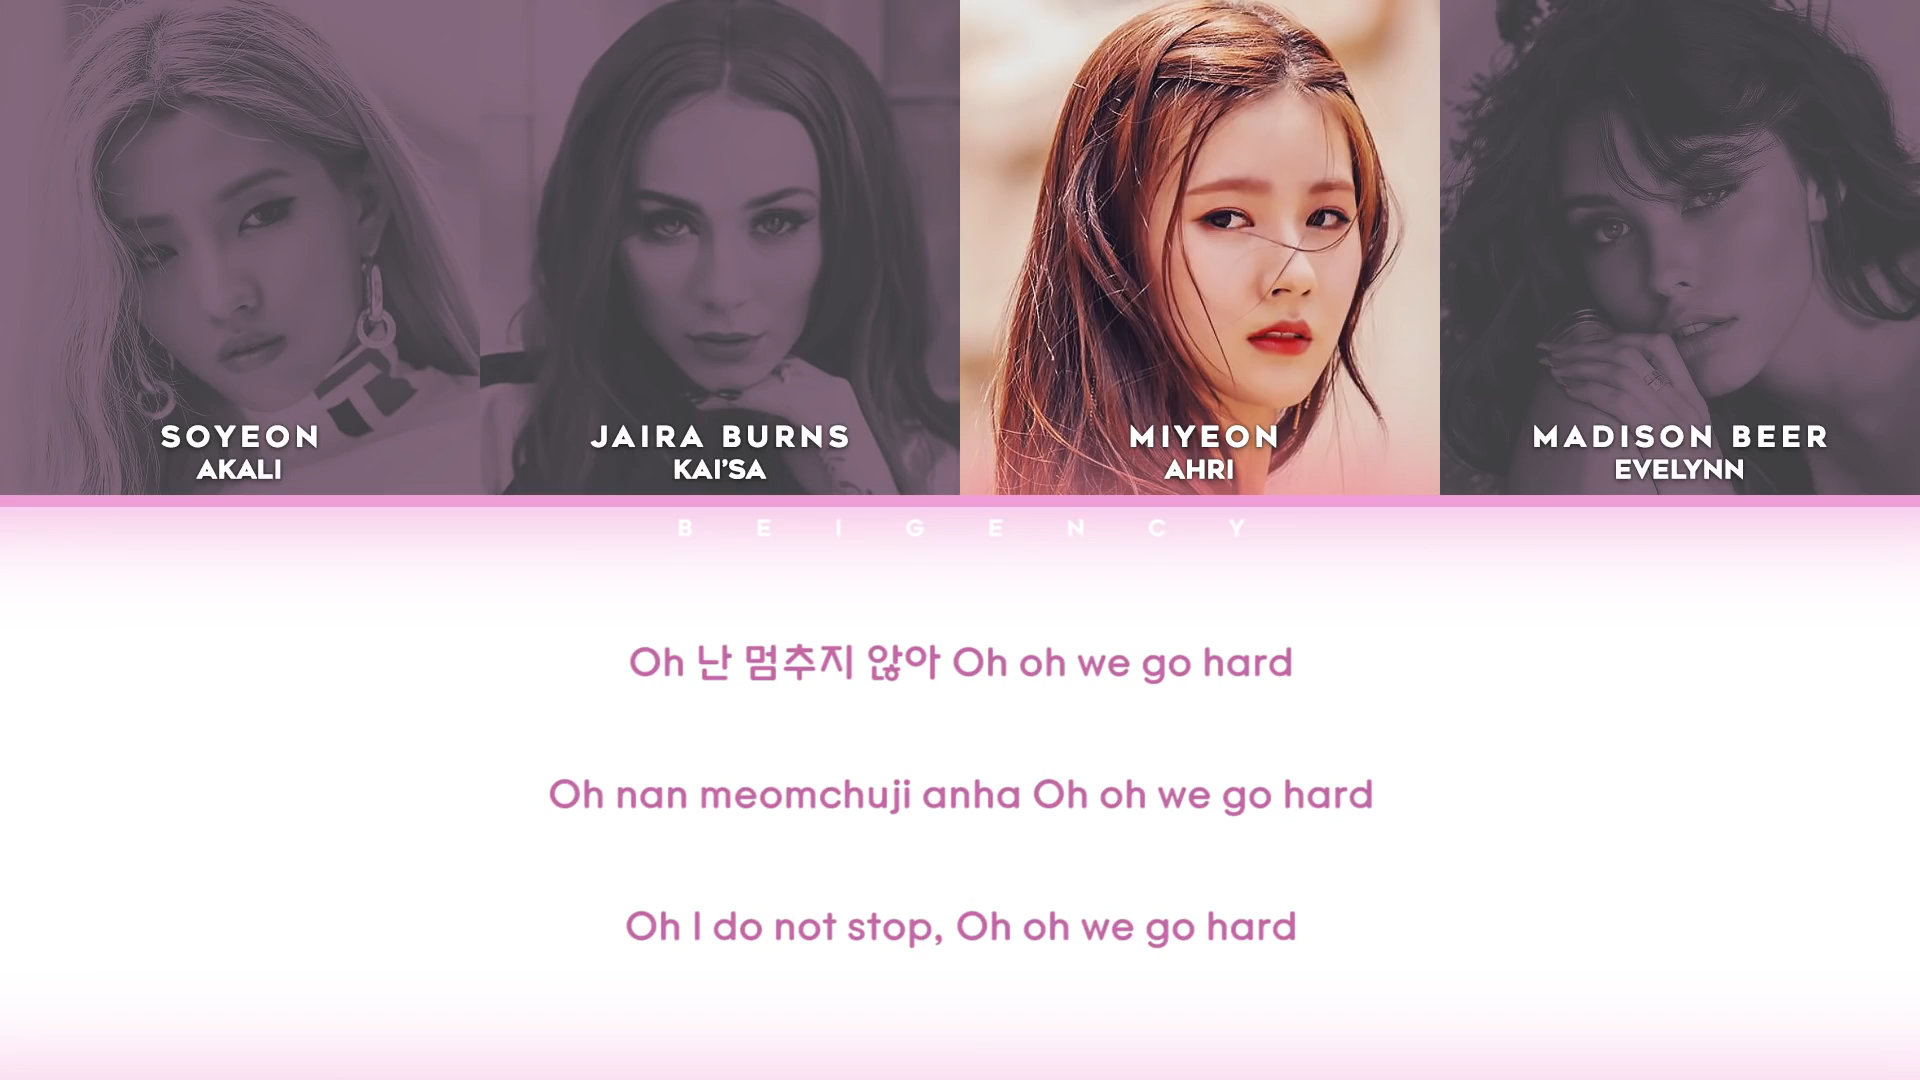 SOYEON
AKALI
JAIRA BURNS
KAI'SA
MIYEON
AHRI
MADISON BEER
EVELYNN
BEIGENCY
Oh 난 멈추지 않아 Oh oh we go hard
Oh nan meomchuji anha Oh oh we go hard
Oh I do not stop, Oh oh we go hard